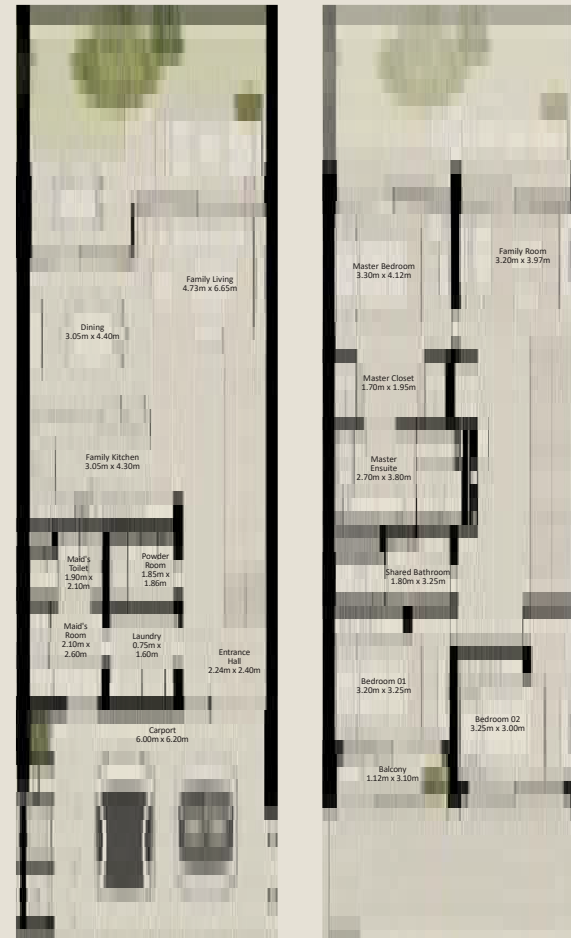 Family Living
4.73m x 6.65m
Dining
3.05m x 4.40m
Family Kitchen
3.05m x 4.30m
Maid's
Toilet
1.90m x
2.10m
Powder
Room
1.85m x
1.86m
Maid's
Room
2.10m x
2.60m
Laundry
0.75m x
1.60m
Entrance
Hall
2.24m x 2.40m
Carport
6.00m x 6.20m
Family Room
3.20m x 3.97m
Master Bedroom
3.30m x 4.12m
Master Closet
1.70m x 1.95m
Master
Ensuite
2.70m x 3.80m
Shared Bathroom
1.80m x 3.25m
Bedroom 01
3.20m x 3.25m
Bedroom 02
3.25m x 3.00m
Balcony
1.12m x 3.10m